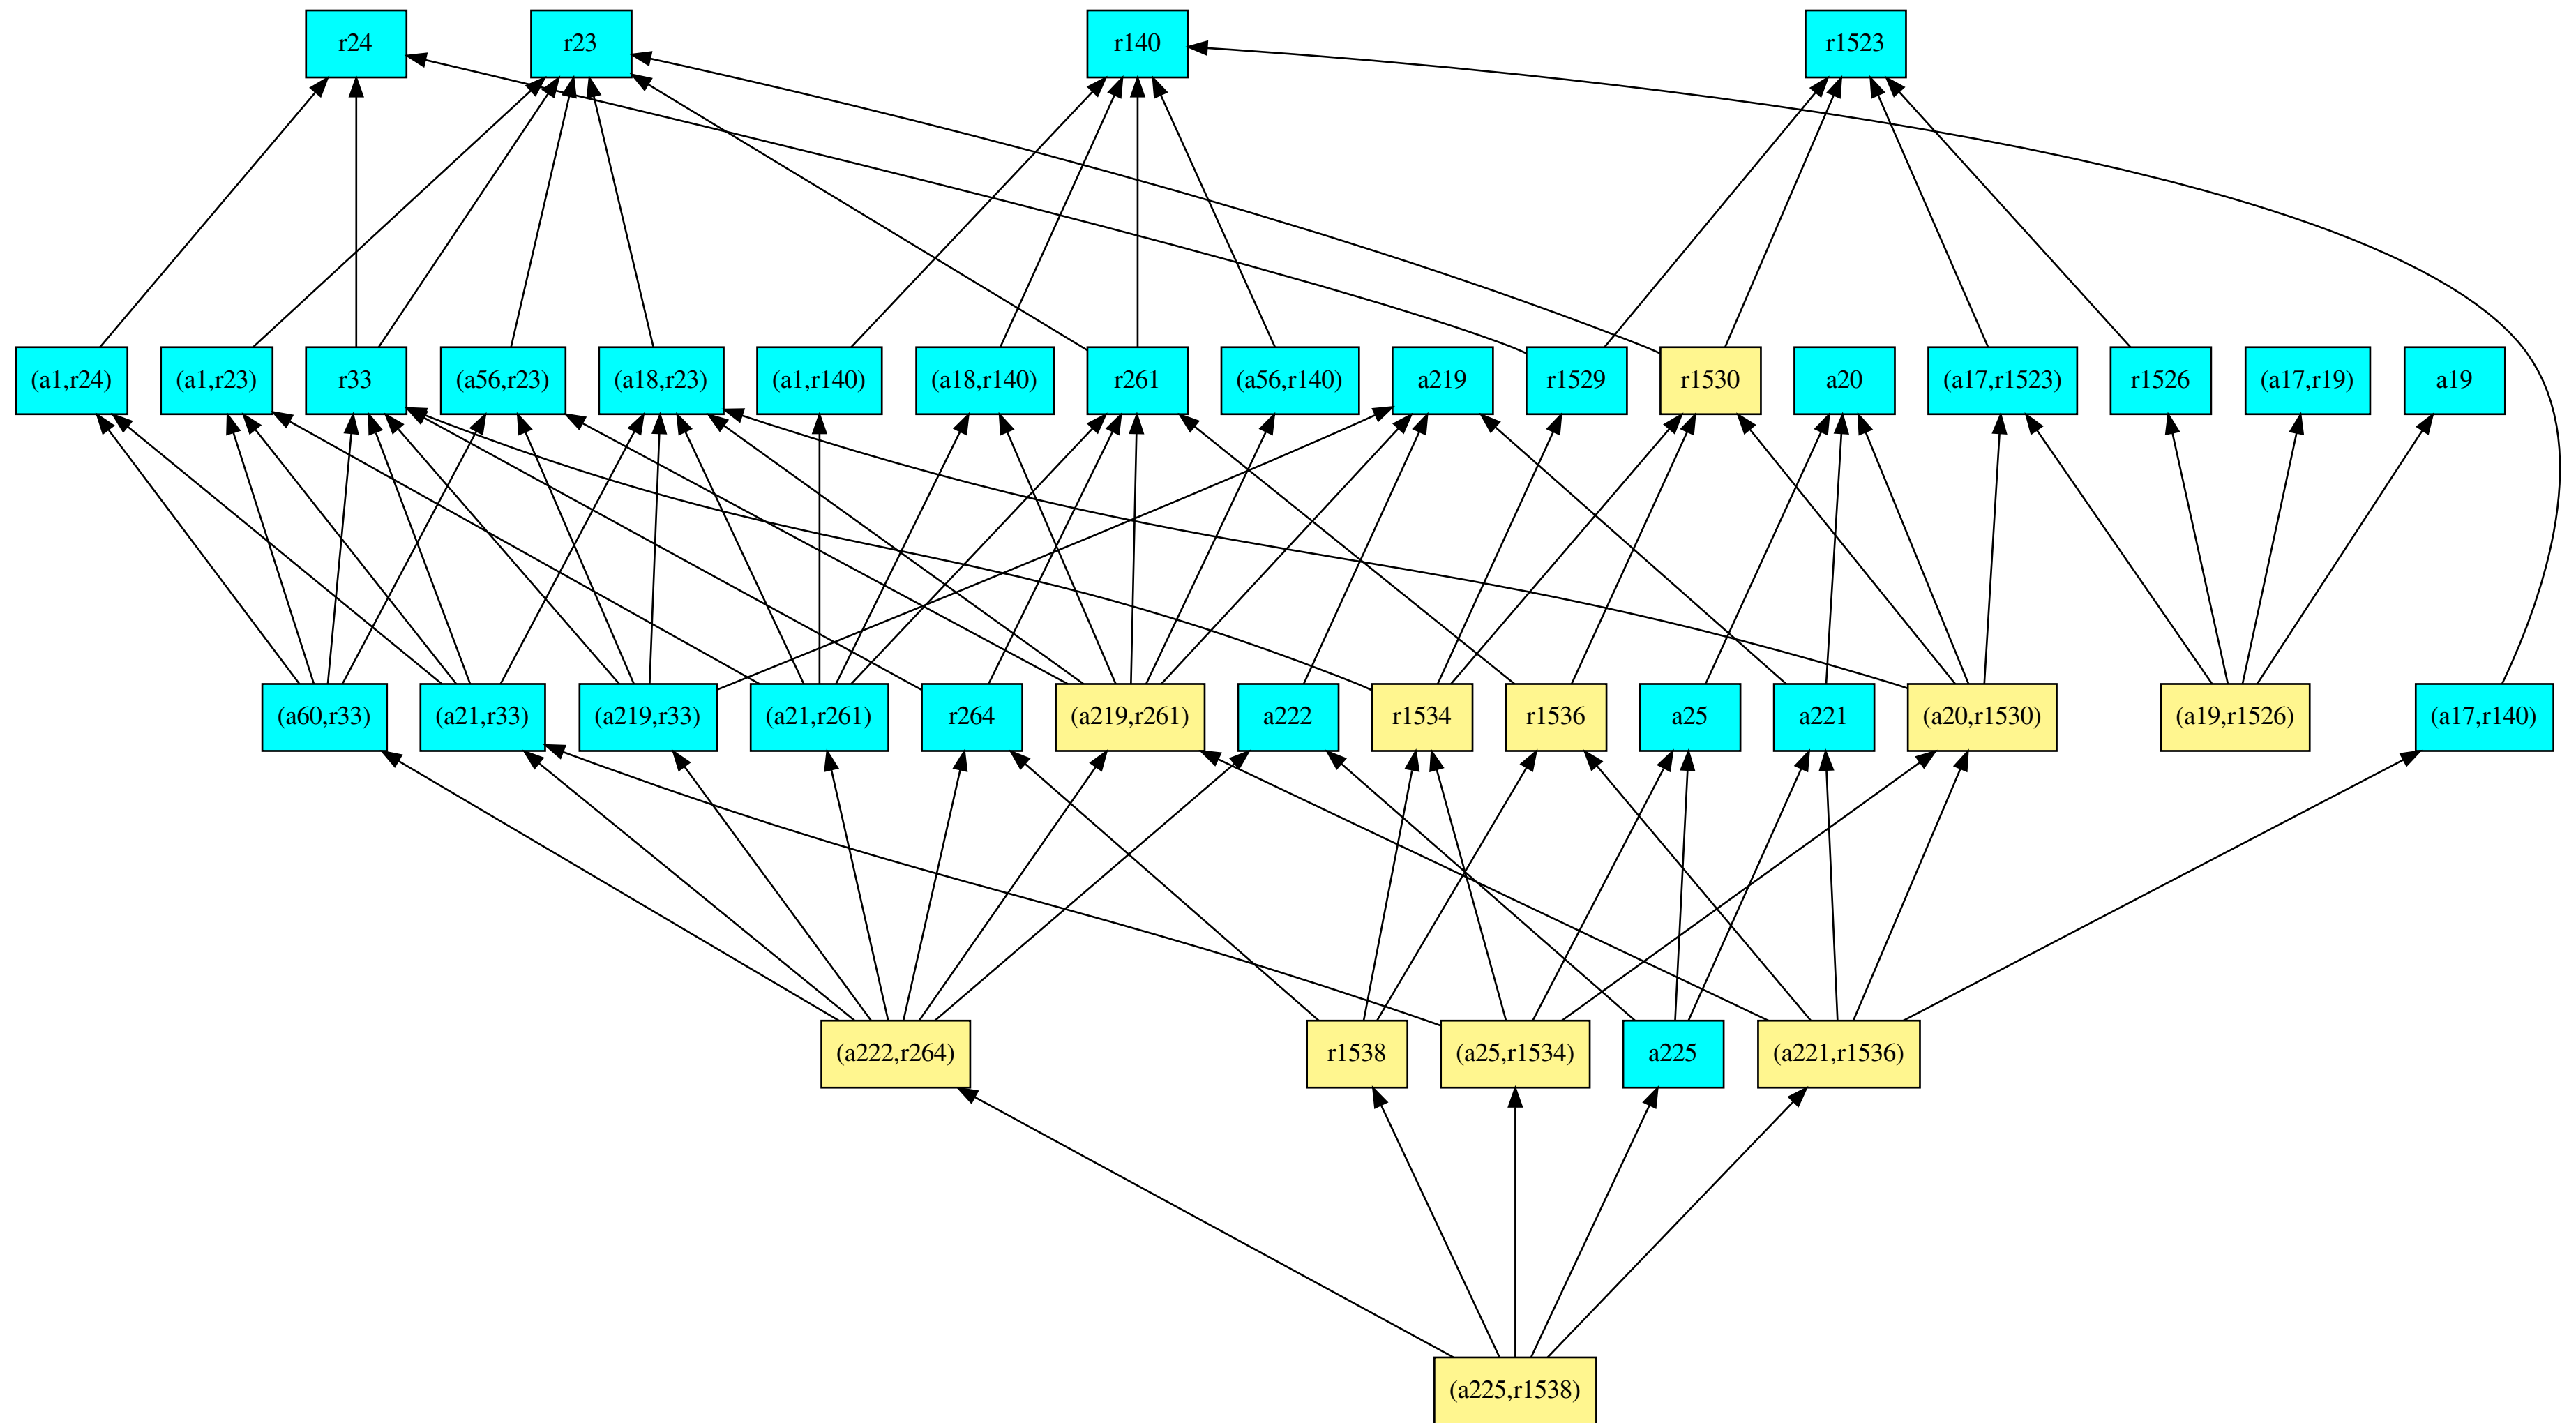 r24
r23
r140
r1523
(a1,r24)
(a1,r23)
r33
(a56,r23)
(a18,r23)
(a1,r140)
(a18,r140)
r261
(a56,r140)
a219
r1529
r1530
a20
(a17,r1523)
r1526
(a17,r19)
a19
(a60,r33)
(a21,r33)
(a219,r33)
(a21,r261)
r264
(a219,r261)
a222
r1534
r1536
a25
a221
(a20,r1530)
(a19,r1526)
(a17,r140)
(a222,r264)
r1538
(a25,r1534)
a225
(a221,r1536)
(a225,r1538)